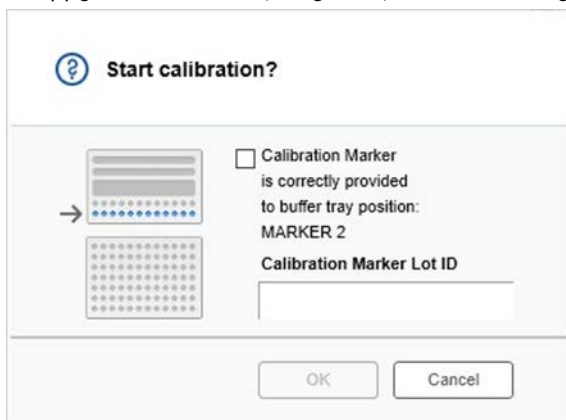 Start calibration?
Calibration Marker
is correctly provided
to buffer tray position:
MARKER 2
Calibration Marker Lot ID
OK
Cancel